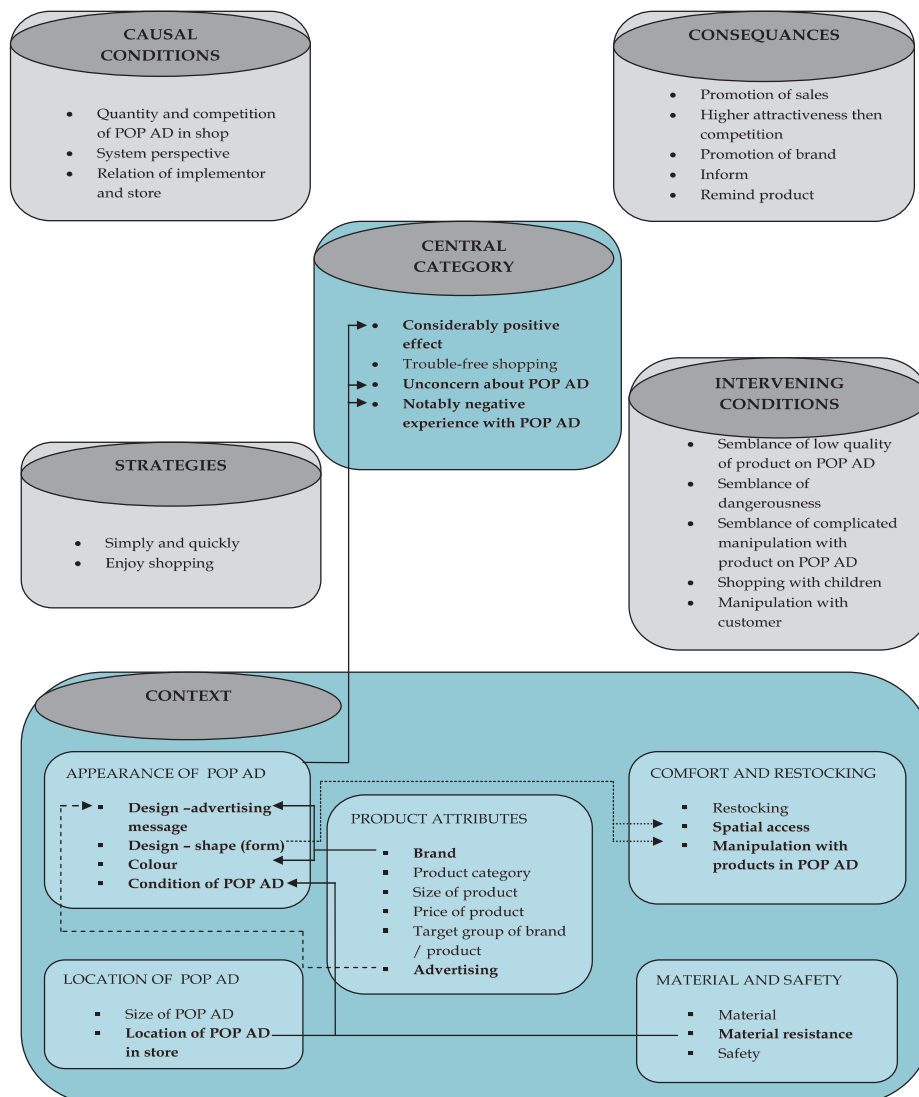 CAUSAL
CONDITIONS
• Quantity and competition
of POP AD in shop
• System perspective
• Relation of implementor
and store
CONSEQUANCES
• Promotion of sales
• Higher attractiveness then
competition
• Promotion of brand
• Inform
• Remind product
CENTRAL
CATEGORY
• Considerably positive
effect
• Trouble-free shopping
• Unconcern about POP AD
• Notably negative
experience with POP AD
INTERVENING
CONDITIONS
• Semblance of low quality
of product on POP AD
• Semblance of
dangerousness
• Semblance of complicated
manipulation with
product on POP AD
• Shopping with children
• Manipulation with
customer
STRATEGIES
• Simply and quickly
• Enjoy shopping
CONTEXT
APPEARANCE OF POP AD
▪ Design –advertising
message
▪ Design – shape (form)
▪ Colour
▪ Condition of POP AD
PRODUCT ATTRIBUTES
▪ Brand
▪ Product category
▪ Size of product
▪ Price of product
▪ Target group of brand
/ product
▪ Advertising
COMFORT AND RESTOCKING
▪ Restocking
▪ Spatial access
▪ Manipulation with
products in POP AD
LOCATION OF POP AD
▪ Size of POP AD
▪ Location of POP AD
in store
MATERIAL AND SAFETY
▪ Material
▪ Material resistance
▪ Safety